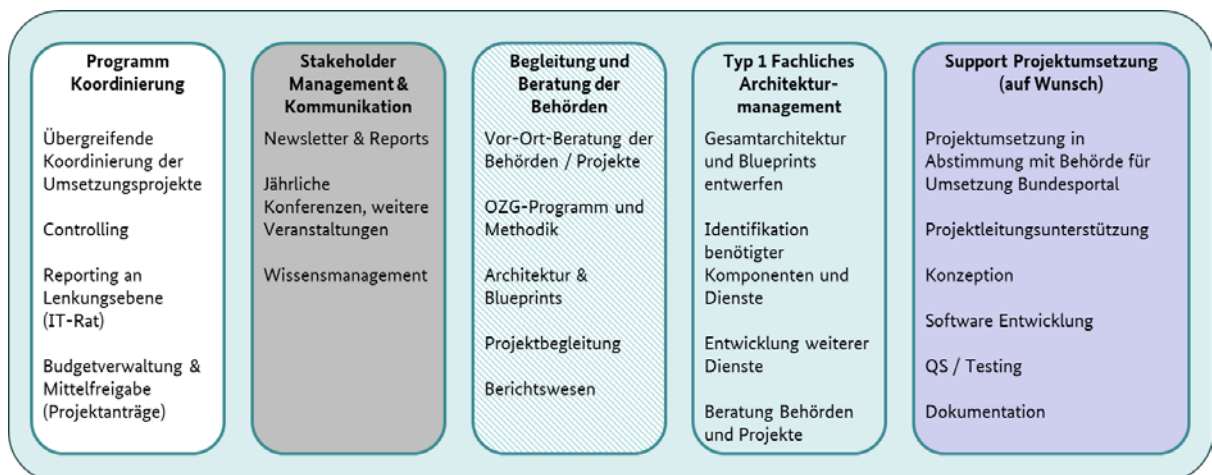 Programm
Koordinierung
Übergreifende
Koordinierung der
Umsetzungsprojekte
Controlling
Reporting an
Lenkungsebene
(IT-Rat)
Budgetverwaltung &
Mittelfreigabe
(Projektanträge)
Stakeholder
Management &
Kommunikation
Newsletter & Reports
Jährliche
Konferenzen, weitere
Veranstaltungen
Wissensmanagement
Begleitung und
Beratung der
Behörden
Vor-Ort-Beratung der
Behörden / Projekte
OZG-Programm und
Methodik
Architektur &
Blueprints
Projektbegleitung
Berichtswesen
Typ 1 Fachliches
Architektur-
management
Gesamtarchitektur
und Blueprints
entwerfen
Identifikation
benötigter
Komponenten und
Dienste
Entwicklung weiterer
Dienste
Beratung Behörden
und Projekte
Support Projektumsetzung
(auf Wunsch)
Projektumsetzung in
Abstimmung mit Behörde für
Umsetzung Bundesportal
Projektleitungsunterstützung
Konzeption
Software Entwicklung
QS / Testing
Dokumentation